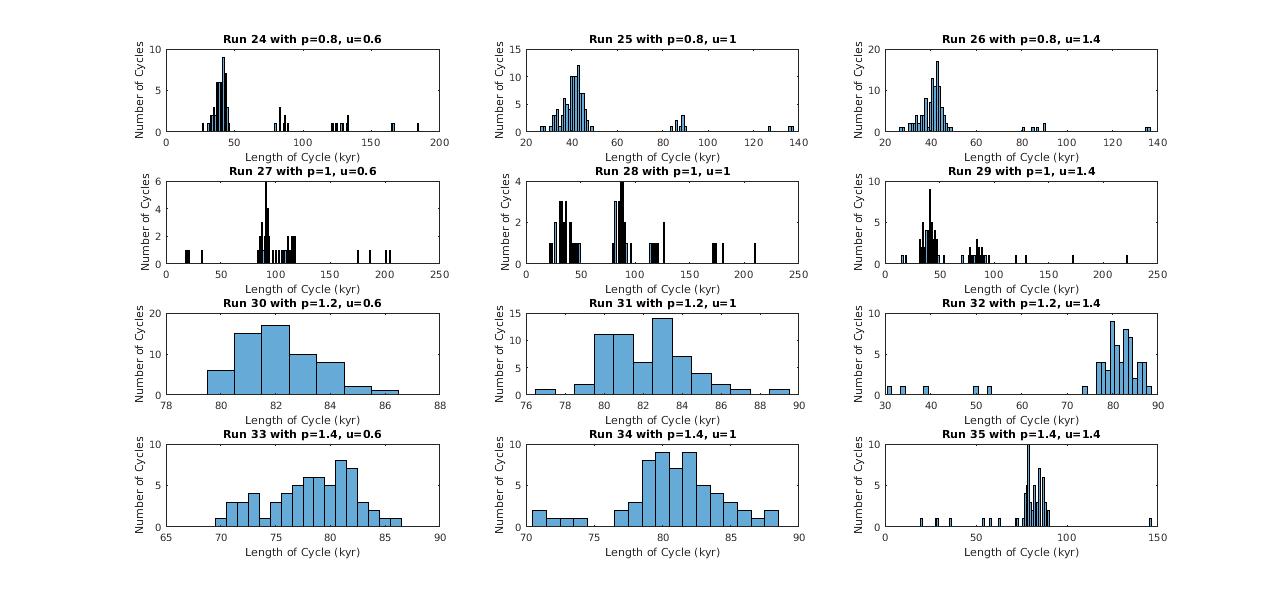 Run 24 with p=0.8, u=0.6
Number of Cycles
10
5
0
0 50 100 150 200
Length of Cycle (kyr)
Run 25 with p=0.8, u=1
Number of Cycles
15
10
5
0
20 40 60 80 100 120 140
Length of Cycle (kyr)
Run 26 with p=0.8, u=1.4
Number of Cycles
20
10
0
20 40 60 80 100 120 140
Length of Cycle (kyr)
Run 27 with p=1, u=0.6
Number of Cycles
6
4
2
0
0 50 100 150 200 250
Length of Cycle (kyr)
Run 28 with p=1, u=1
Number of Cycles
4
2
0
0 50 100 150 200 250
Length of Cycle (kyr)
Run 29 with p=1, u=1.4
Number of Cycles
10
5
0
0 50 100 150 200 250
Length of Cycle (kyr)
Run 30 with p=1.2, u=0.6
Number of Cycles
20
10
0
78 80 82 84 86 88
Length of Cycle (kyr)
Run 31 with p=1.2, u=1
Number of Cycles
15
10
5
0
76 78 80 82 84 86 88 90
Length of Cycle (kyr)
Run 32 with p=1.2, u=1.4
Number of Cycles
10
5
0
30 40 50 60 70 80 90
Length of Cycle (kyr)
Run 33 with p=1.4, u=0.6
Number of Cycles
10
5
0
65 70 75 80 85 90
Length of Cycle (kyr)
Run 34 with p=1.4, u=1
Number of Cycles
10
5
0
70 75 80 85 90
Length of Cycle (kyr)
Run 35 with p=1.4, u=1.4
Number of Cycles
10
5
0
0 50 100 150
Length of Cycle (kyr)